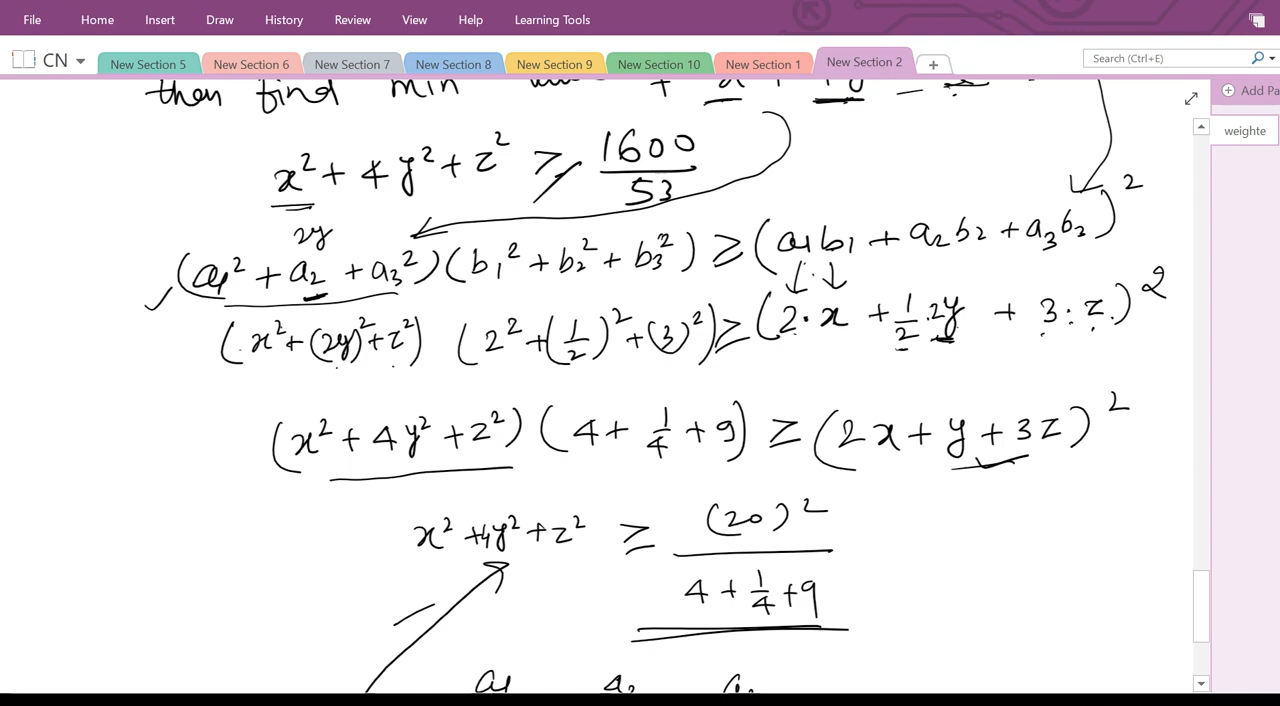 File Home Insert Draw History Review View Help Learning Tools
CN New Section 5 New Section 6 New Section 7 New Section 8 New Section 9 New Section 10 New Section 1 New Section 2 + Search (Ctrl+E)
then find min
Add Pa
weighte
x² + 4y² + z² ≥ 1600/53
2y
(a1² + a2 + a3²)(b1² + b2² + b3²) ≥ (a1b1 + a2b2 + a3b3)²
(x² + (2y)² + z²) (2² + (1/2)² + (3)²) ≥ (2·x + 1/2·2y + 3·z)²
(x² + 4y² + z²)(4 + 1/4 + 9) ≥ (2x + y + 3z)²
x² + 4y² + z² ≥ (20)²/(4 + 1/4 + 9)